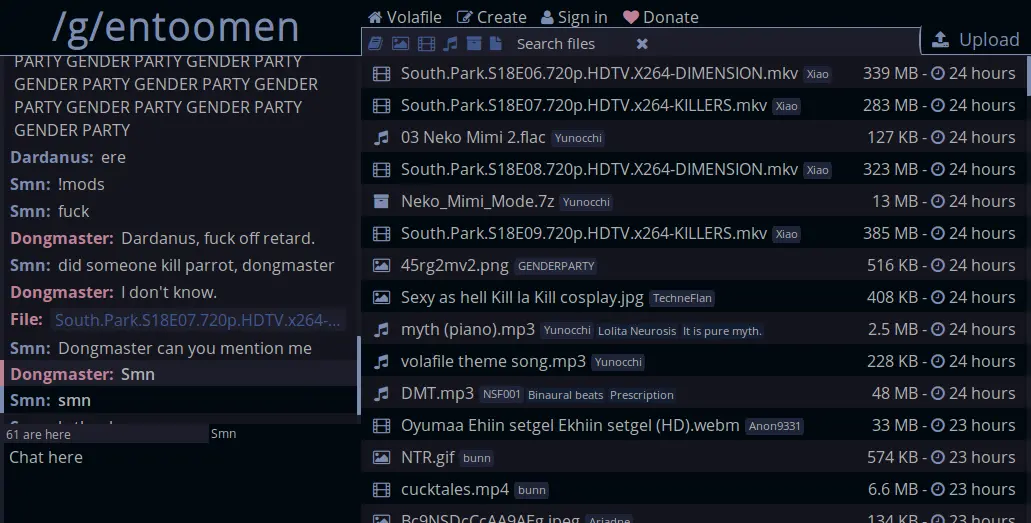 /g/entoomen
Volafile Create Sign in Donate
Search files
Upload
PARTY GENDER PARTY GENDER PARTY
GENDER PARTY GENDER PARTY GENDER
PARTY GENDER PARTY GENDER PARTY
GENDER PARTY
Dardanus: ere
Smn: !mods
Smn: fuck
Dongmaster: Dardanus, fuck off retard.
Smn: did someone kill parrot, dongmaster
Dongmaster: I don't know.
File: South.Park.S18E07.720p.HDTV.x264-...
Smn: Dongmaster can you mention me
Dongmaster: Smn
Smn: smn
61 are here Smn
Chat here
South.Park.S18E06.720p.HDTV.X264-DIMENSION.mkv Xiao 339 MB - 24 hours
South.Park.S18E07.720p.HDTV.x264-KILLERS.mkv Xiao 283 MB - 24 hours
03 Neko Mimi 2.flac Yunocchi 127 KB - 24 hours
South.Park.S18E08.720p.HDTV.X264-DIMENSION.mkv Xiao 323 MB - 24 hours
Neko_Mimi_Mode.7z Yunocchi 13 MB - 24 hours
South.Park.S18E09.720p.HDTV.x264-KILLERS.mkv Xiao 385 MB - 24 hours
45rg2mv2.png GENDERPARTY 516 KB - 24 hours
Sexy as hell Kill la Kill cosplay.jpg TechneFlan 408 KB - 24 hours
myth (piano).mp3 Yunocchi Lolita Neurosis It is pure myth. 2.5 MB - 24 hours
volafile theme song.mp3 Yunocchi 228 KB - 24 hours
DMT.mp3 NSF001 Binaural beats Prescription 48 MB - 24 hours
Oyumaa Ehiin setgel Ekhiin setgel (HD).webm Anon9331 33 MB - 23 hours
NTR.gif bunn 574 KB - 23 hours
cucktales.mp4 bunn 6.6 MB - 23 hours
Bc9NSDcCcAA9AEg.jpeg Ariadne 134 KB - 23 hours